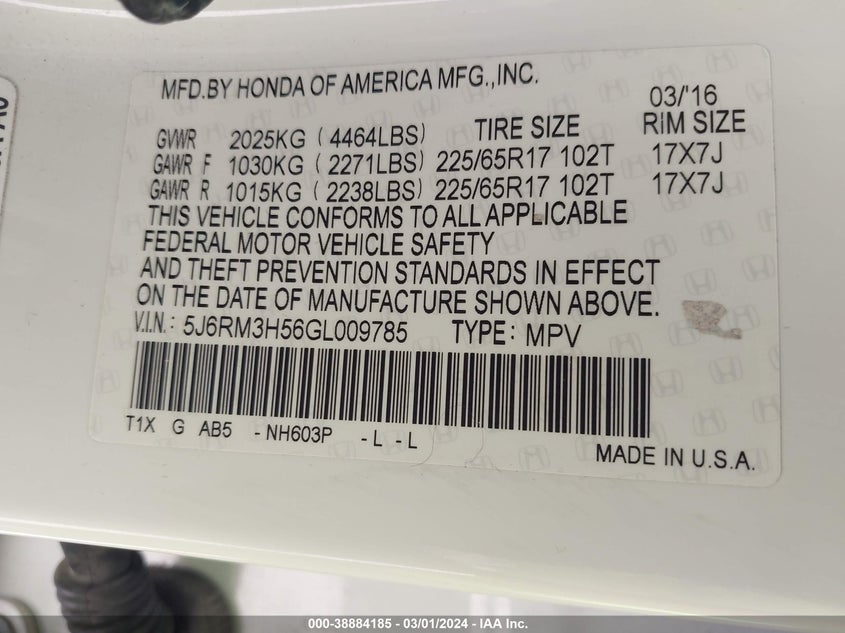 MFD.BY HONDA OF AMERICA MFG.,INC.
03/'16
GVWR 2025KG (4464LBS) TIRE SIZE RIM SIZE
GAWR F 1030KG (2271LBS) 225/65R17 102T 17X7J
GAWR R 1015KG (2238LBS) 225/65R17 102T 17X7J
THIS VEHICLE CONFORMS TO ALL APPLICABLE
FEDERAL MOTOR VEHICLE SAFETY
AND THEFT PREVENTION STANDARDS IN EFFECT
ON THE DATE OF MANUFACTURE SHOWN ABOVE.
V.I.N.: 5J6RM3H56GL009785 TYPE: MPV
T1X G AB5 -NH603P -L -L
MADE IN U.S.A.
000-38884185 - 03/01/2024 - IAA Inc.